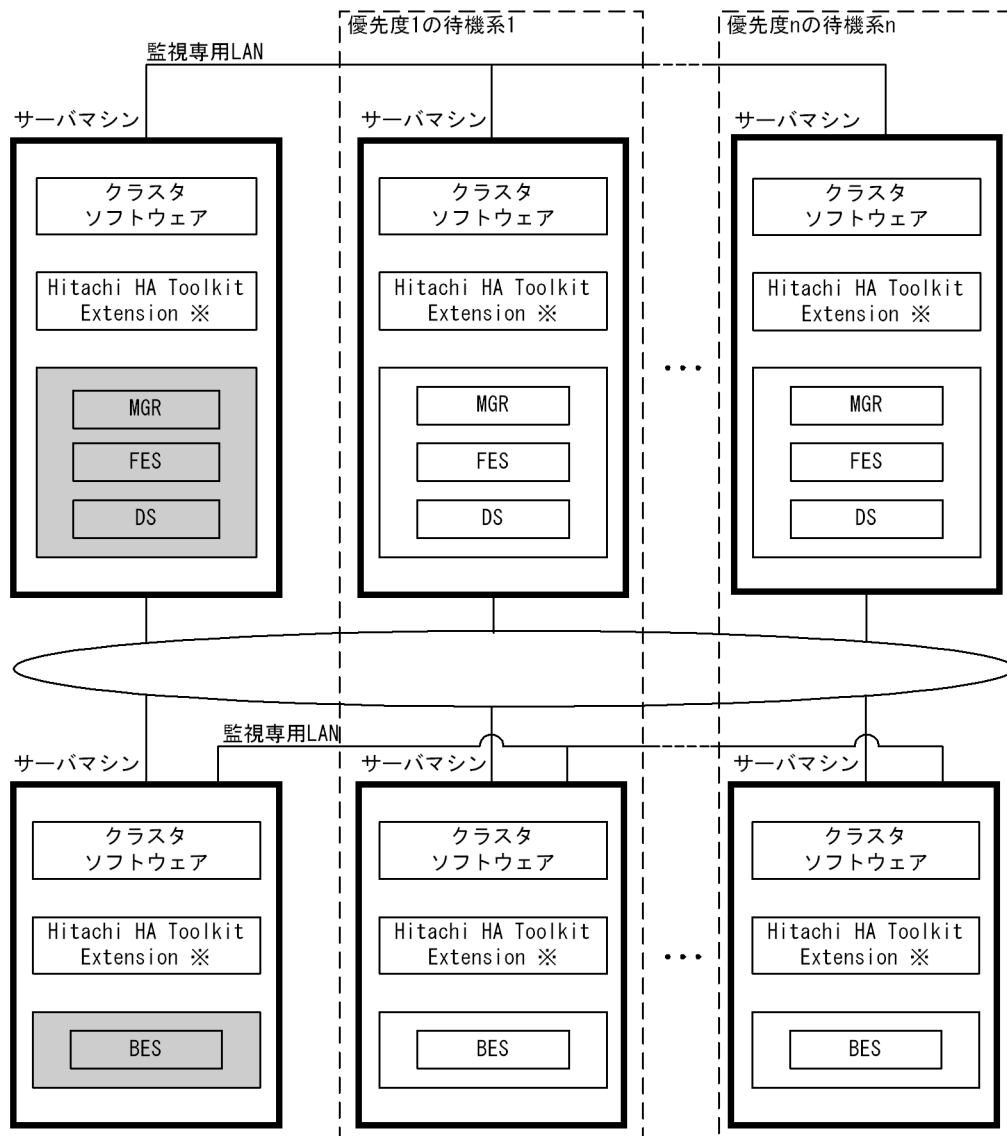 優先度1の待機系1
優先度nの待機系n
監視専用LAN
サーバマシン
サーバマシン
サーバマシン
クラスタ
ソフトウェア
クラスタ
ソフトウェア
クラスタ
ソフトウェア
Hitachi HA Toolkit
Extension ※
Hitachi HA Toolkit
Extension ※
Hitachi HA Toolkit
Extension ※
MGR
FES
DS
MGR
FES
DS
・・・
MGR
FES
DS
監視専用LAN
サーバマシン
サーバマシン
サーバマシン
クラスタ
ソフトウェア
クラスタ
ソフトウェア
クラスタ
ソフトウェア
Hitachi HA Toolkit
Extension ※
Hitachi HA Toolkit
Extension ※
・・・
Hitachi HA Toolkit
Extension ※
BES
BES
BES